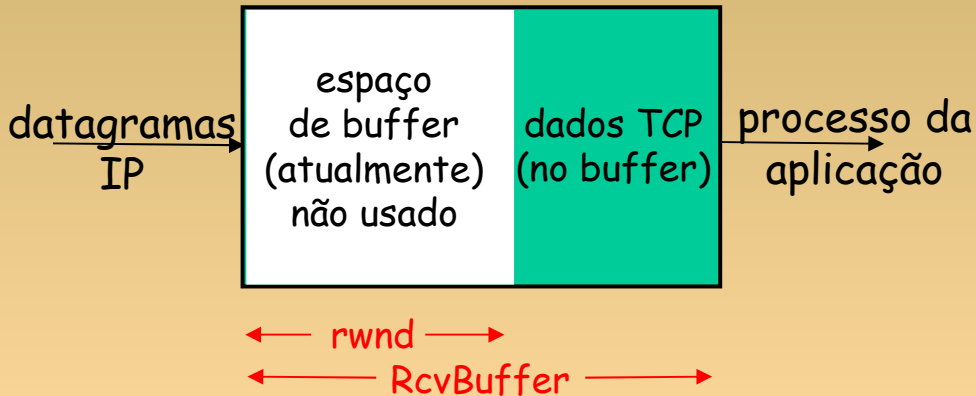 datagramas
IP
espaço
de buffer
(atualmente)
não usado
dados TCP
(no buffer)
processo da
aplicação
rwnd
RcvBuffer